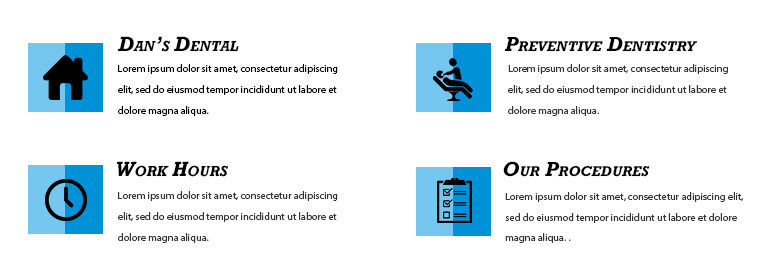 Dan's Dental
Lorem ipsum dolor sit amet, consectetur adipiscing
elit, sed do eiusmod tempor incididunt ut labore et
dolore magna aliqua.
Preventive Dentistry
Lorem ipsum dolor sit amet, consectetur adipiscing
elit, sed do eiusmod tempor incididunt ut labore et
dolore magna aliqua.
Work Hours
Lorem ipsum dolor sit amet, consectetur adipiscing
elit, sed do eiusmod tempor incididunt ut labore et
dolore magna aliqua.
Our Procedures
Lorem ipsum dolor sit amet, consectetur adipiscing elit,
sed do eiusmod tempor incididunt ut labore et dolore
magna aliqua. .